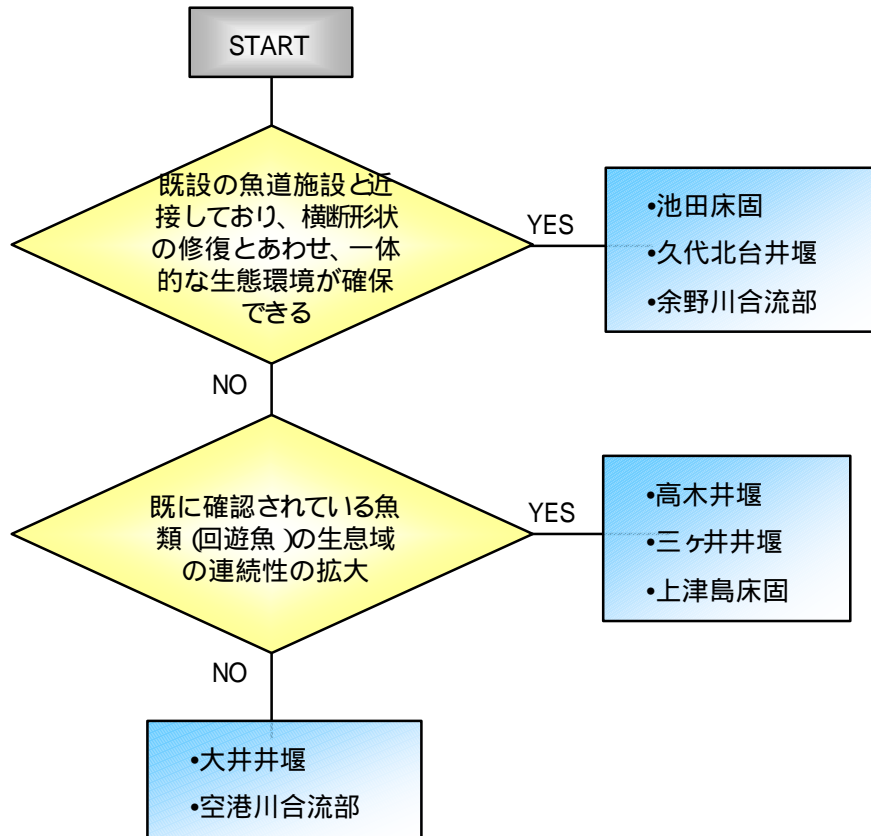 START
既設の魚道施設と近
接しており、横断形状
の修復とあわせ、一体
的な生態環境が確保
できる
YES
•池田床固
•久代北台井堰
•余野川合流部
NO
既に確認されている魚
類(回遊魚)の生息域
の連続性の拡大
YES
•高木井堰
•三ヶ井井堰
•上津島床固
NO
•大井井堰
•空港川合流部